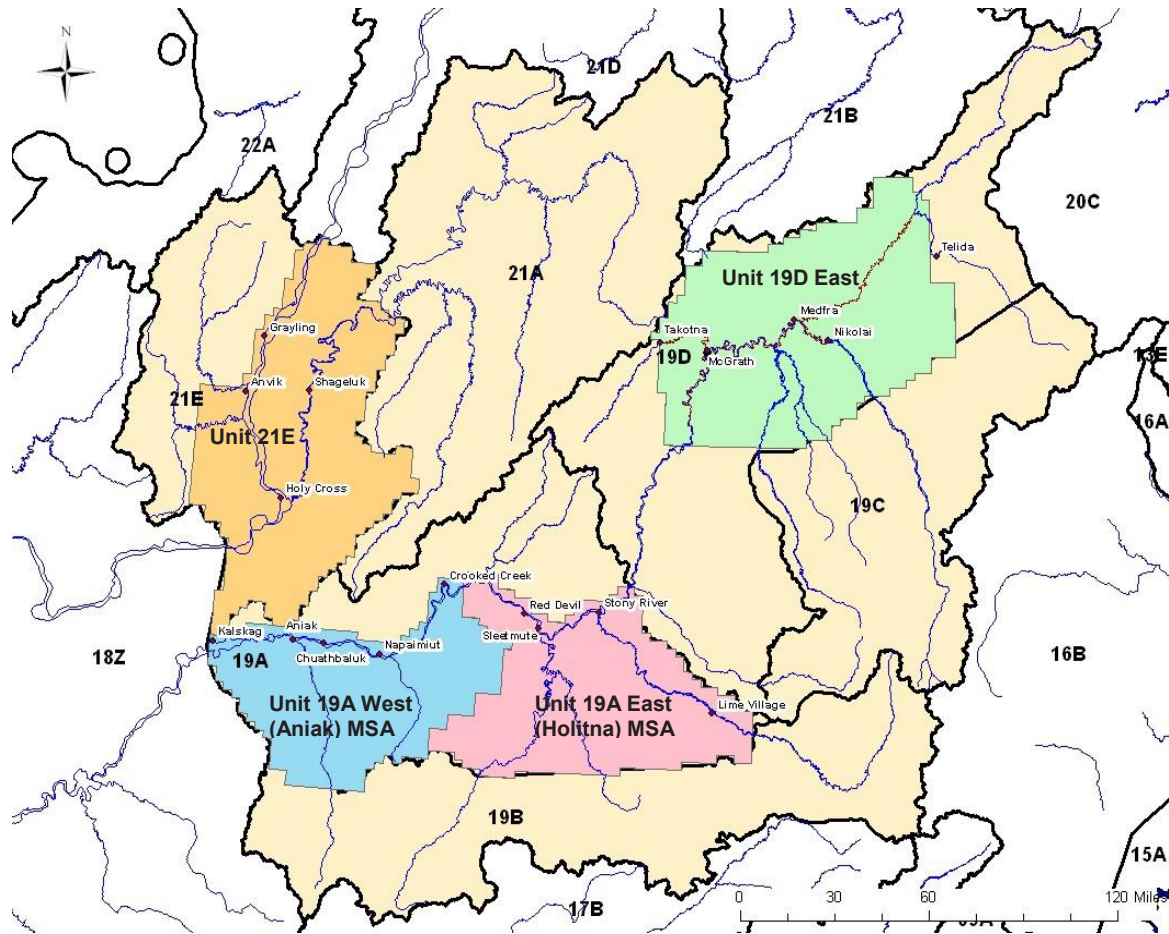 N
21D
21B
22A
20C
Telida
Unit 19D East
21A
Medfra
Grayling
Takotna
Nikolai
19D
McGrath
13E
Anvik
Shageluk
21E
16A
Unit 21E
Holy Cross
19C
Crooked Creek
Red Devil
Stony River
Kalskag
Aniak
Sleetmute
Napaimiut
Chuathbaluk
18Z
19A
16B
Unit 19A West
(Aniak) MSA
Unit 19A East
(Holitna) MSA
Lime Village
19B
15A
17B
0 30 60 120 Miles